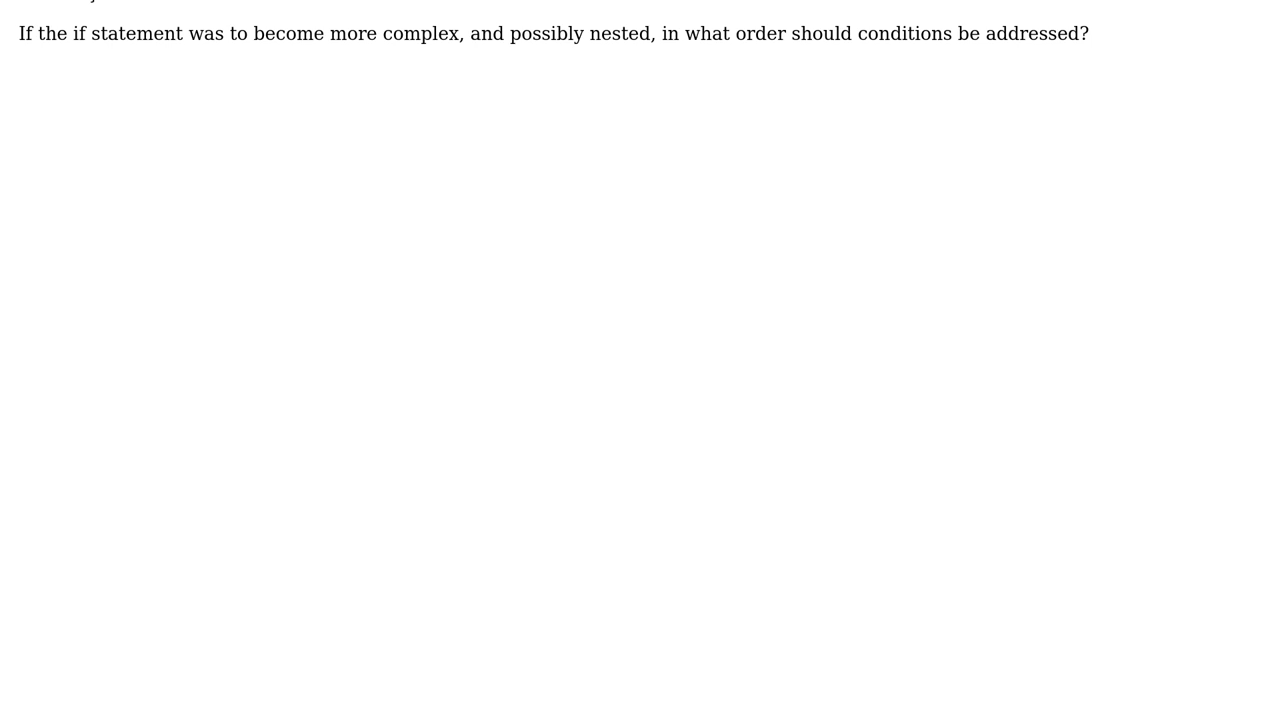 If the if statement was to become more complex, and possibly nested, in what order should conditions be addressed?